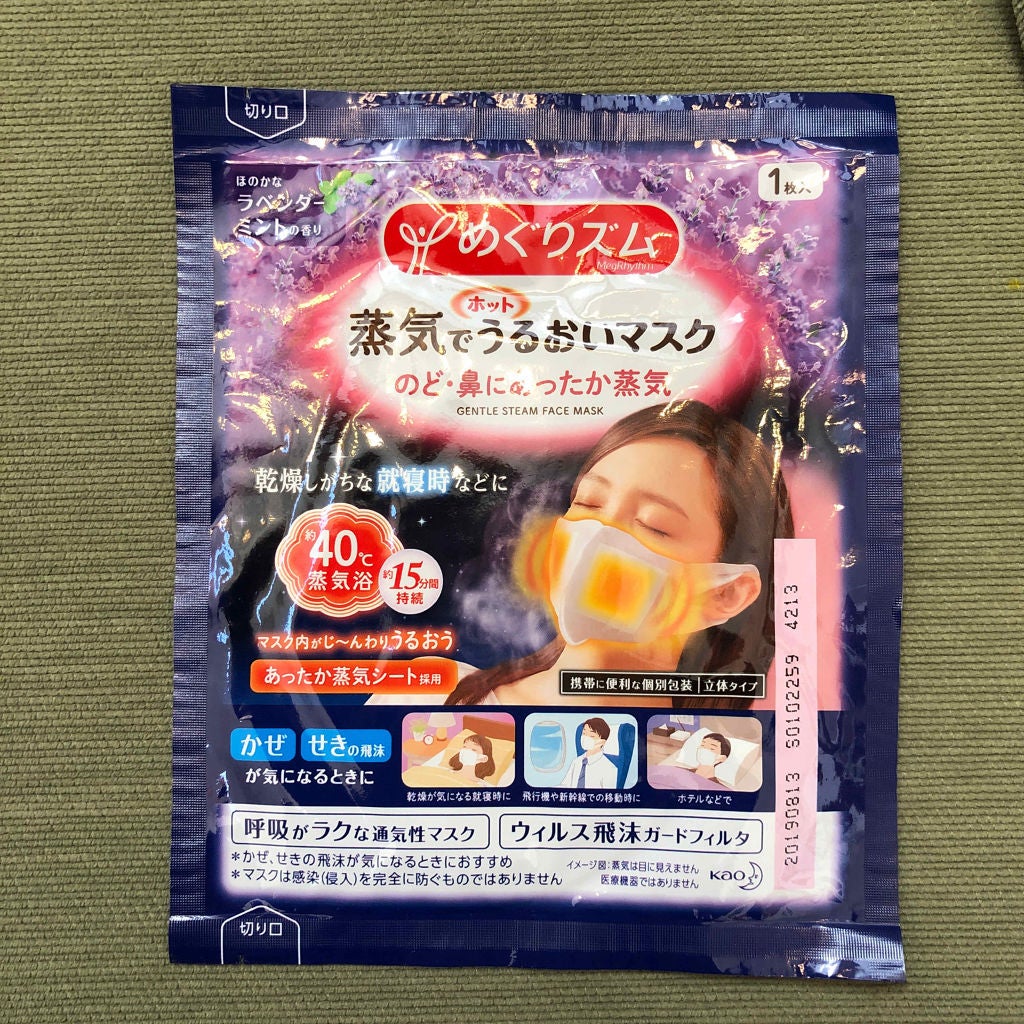 切り口
ほのかな
ラベンダー
ミントの香り
1枚入
めぐりズム
MegRhythm
ホット
蒸気でうるおいマスク
のど・鼻にあったか蒸気
GENTLE STEAM FACE MASK
乾燥しがちな就寝時などに
約40℃
蒸気浴
約15分間
持続
マスク内がじ〜んわりうるおう
あったか蒸気シート採用
携帯に便利な個別包装|立体タイプ
20190813 S0102259 4213
かぜ せきの飛沫
が気になるときに
乾燥が気になる就寝時に
飛行機や新幹線での移動時に
ホテルなどで
呼吸がラクな通気性マスク
ウィルス飛沫ガードフィルタ
*かぜ、せきの飛沫が気になるときにおすすめ
*マスクは感染(侵入)を完全に防ぐものではありません
イメージ図:蒸気は目に見えません
医療機器ではありません
Kao
切り口